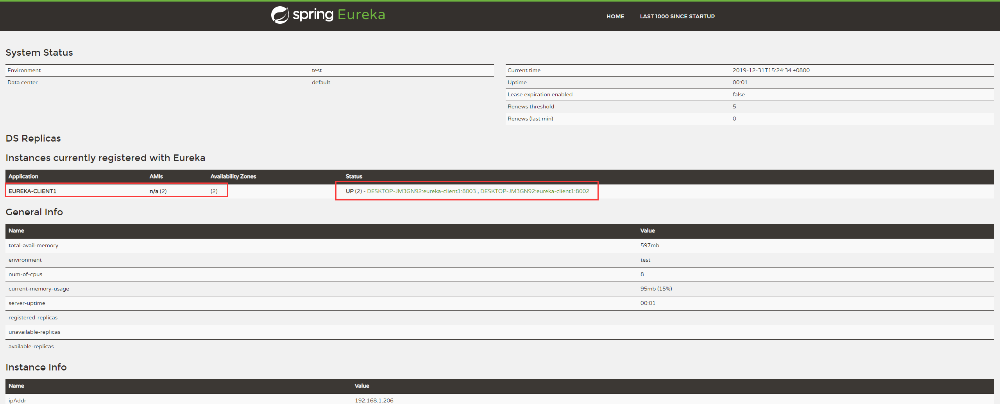 spring Eureka
HOME LAST 1000 SINCE STARTUP
System Status
Environment test
Data center default
Current time 2019-12-31T15:24:34 +0800
Uptime 00:01
Lease expiration enabled false
Renews threshold 5
Renews (last min) 0
DS Replicas
Instances currently registered with Eureka
Application AMIs Availability Zones Status
EUREKA-CLIENT1 n/a (2) (2) UP (2) - DESKTOP-JM3GN92:eureka-client1:8003 , DESKTOP-JM3GN92:eureka-client1:8002
General Info
Name Value
total-avail-memory 597mb
environment test
num-of-cpus 8
current-memory-usage 95mb (15%)
server-uptime 00:01
registered-replicas
unavailable-replicas
available-replicas
Instance Info
Name Value
ipAddr 192.168.1.206